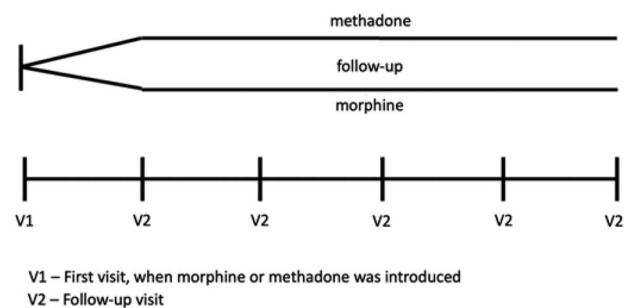 methadone
follow-up
morphine
V1 V2 V2 V2 V2 V2
V1 – First visit, when morphine or methadone was introduced
V2 – Follow-up visit